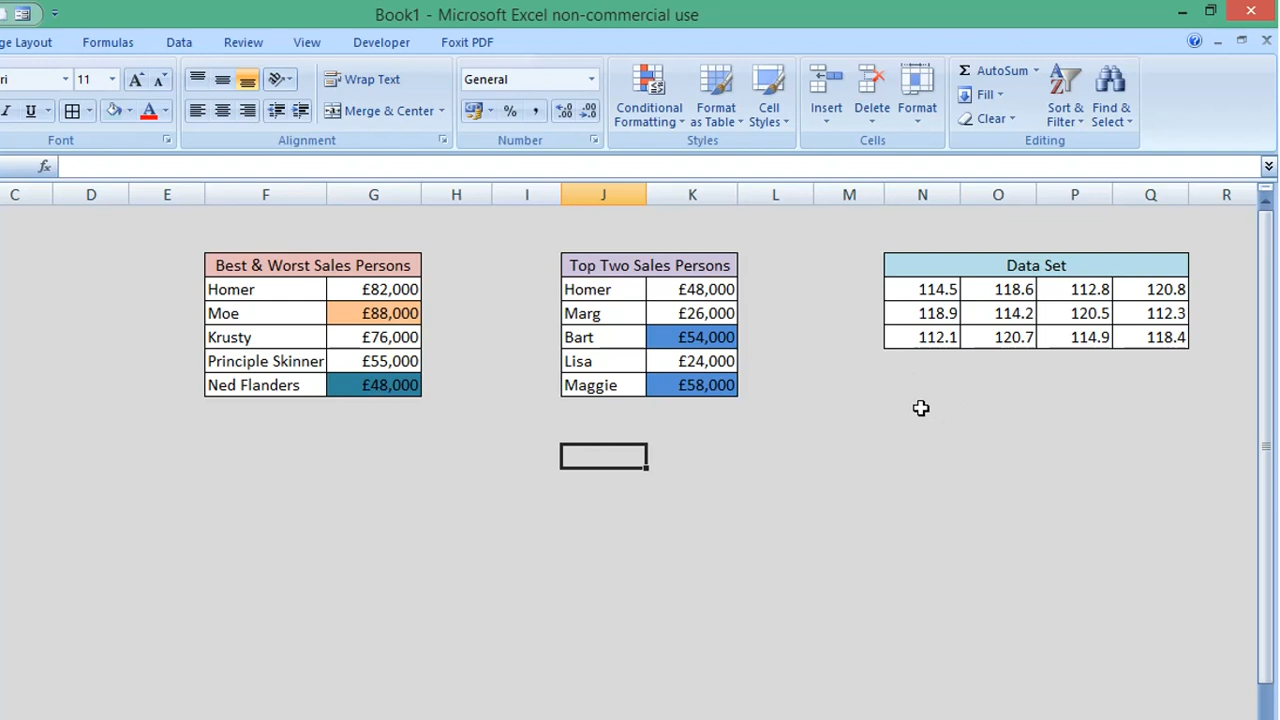 Book1 - Microsoft Excel non-commercial use
ge Layout Formulas Data Review View Developer Foxit PDF
ri 11 Wrap Text General AutoSum
Conditional Formatting Format as Table Cell Styles Insert Delete Format Fill Sort & Filter Find & Select
I U A Merge & Center % , .00 Clear
Font Alignment Number Styles Cells Editing
fx
C D E F G H I J K L M N O P Q R
Best & Worst Sales Persons Top Two Sales Persons Data Set
Homer £82,000 Homer £48,000 114.5 118.6 112.8 120.8
Moe £88,000 Marg £26,000 118.9 114.2 120.5 112.3
Krusty £76,000 Bart £54,000 112.1 120.7 114.9 118.4
Principle Skinner £55,000 Lisa £24,000
Ned Flanders £48,000 Maggie £58,000